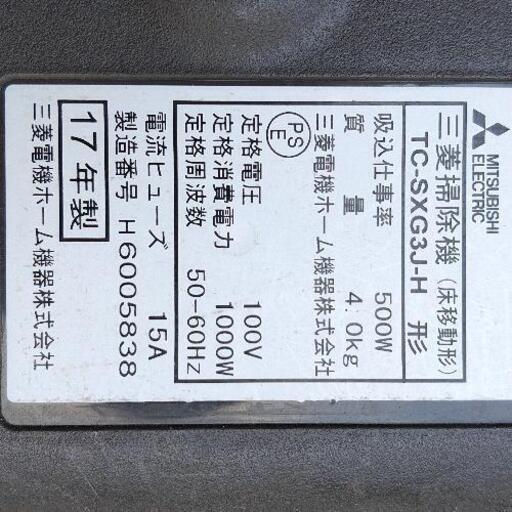 MITSUBISHI
ELECTRIC
三菱掃除機(床移動形)
TC-SXG3J-H 形
吸込仕事率 500W
質 量 4.0kg
三菱電機ホーム機器株式会社
PS
E
定格電圧 100V
定格消費電力 1000W
定格周波数 50-60Hz
電流ヒューズ 15A
製造番号 H6005838
17年製
三菱電機ホーム機器株式会社